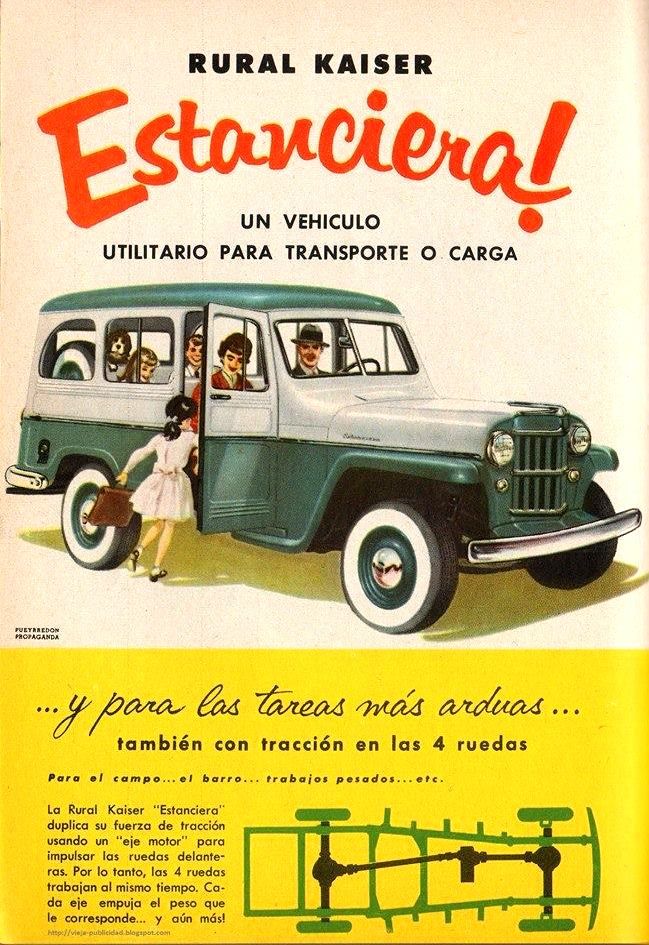 RURAL KAISER
Estanciera!
UN VEHICULO
UTILITARIO PARA TRANSPORTE O CARGA
PUEYRREDON
PROPAGANDA
...y para las tareas más arduas...
también con tracción en las 4 ruedas
Para el campo...el barro... trabajos pesados...etc.
La Rural Kaiser "Estanciera"
duplica su fuerza de tracción
usando un "eje motor" para
impulsar las ruedas delante-
ras. Por lo tanto, las 4 ruedas
trabajan al mismo tiempo. Ca-
da eje empuja el peso que
le corresponde... y aún más!
http://vieja-publicidad.blogspot.com